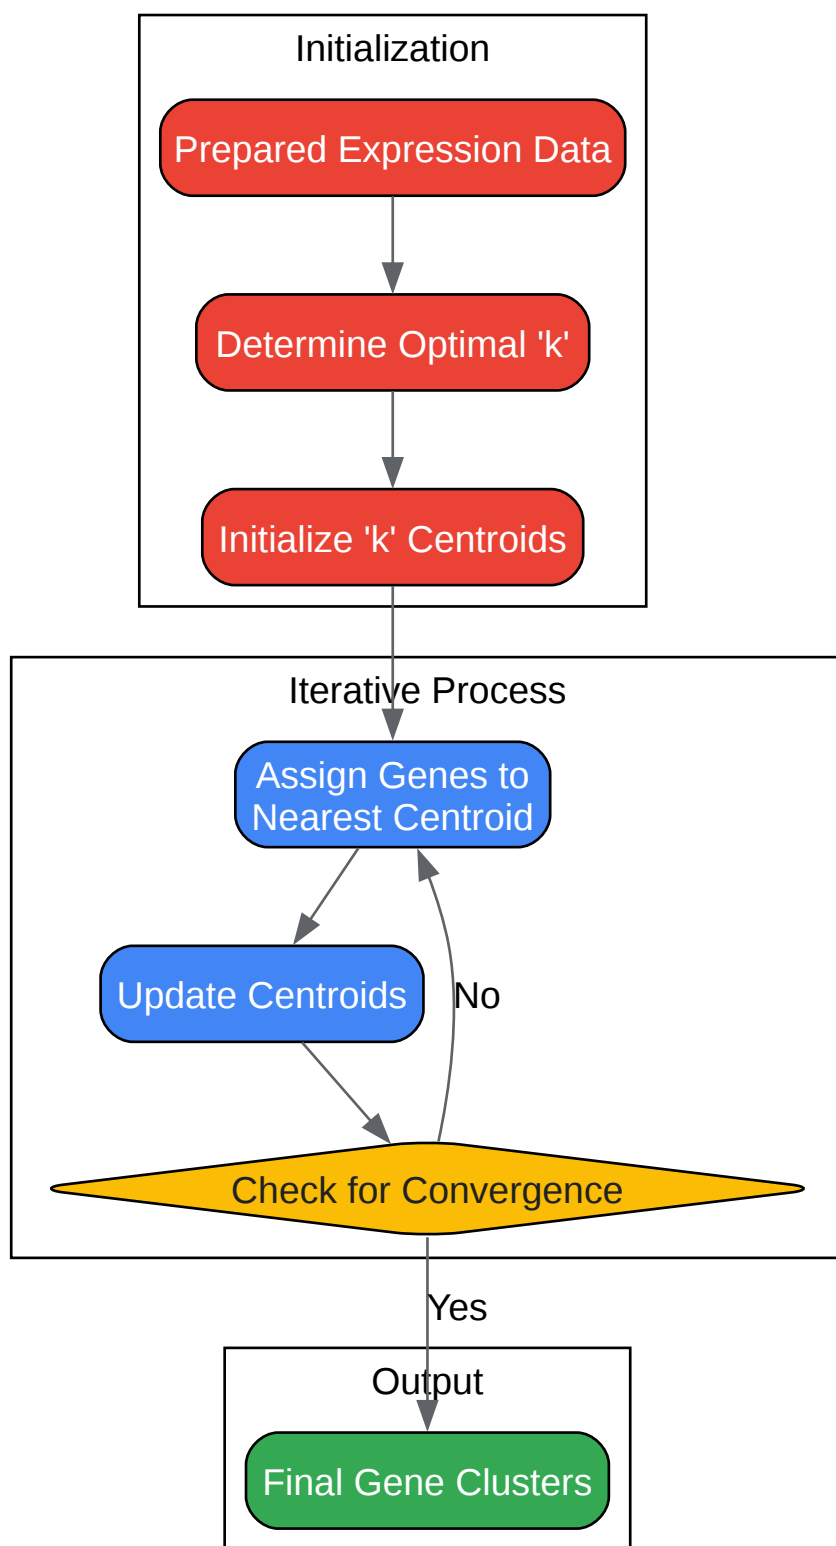 Initialization
Prepared Expression Data
Determine Optimal 'k'
Initialize 'k' Centroids
Iterative Process
Assign Genes to
Nearest Centroid
Update Centroids
No
Check for Convergence
Yes
Output
Final Gene Clusters